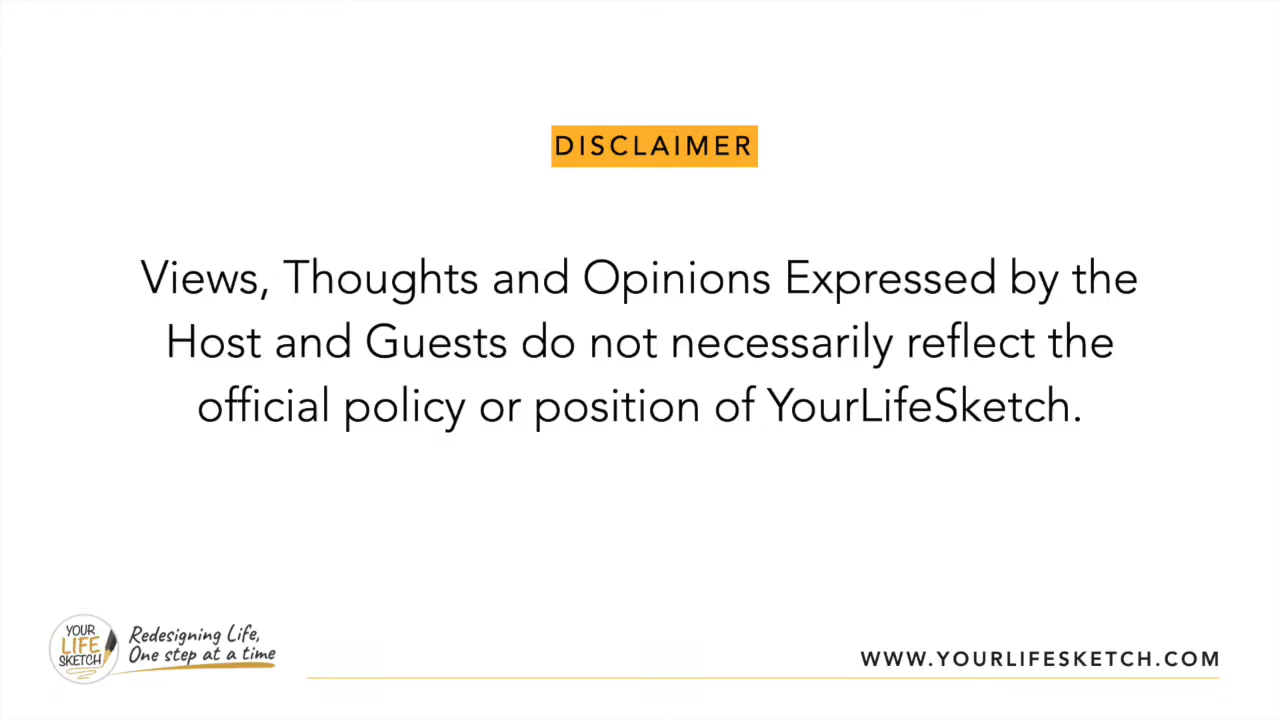 DISCLAIMER
Views, Thoughts and Opinions Expressed by the
Host and Guests do not necessarily reflect the
official policy or position of YourLifeSketch.
YOUR
LIFE
SKETCH
Redesigning Life,
One step at a time
WWW.YOURLIFESKETCH.COM